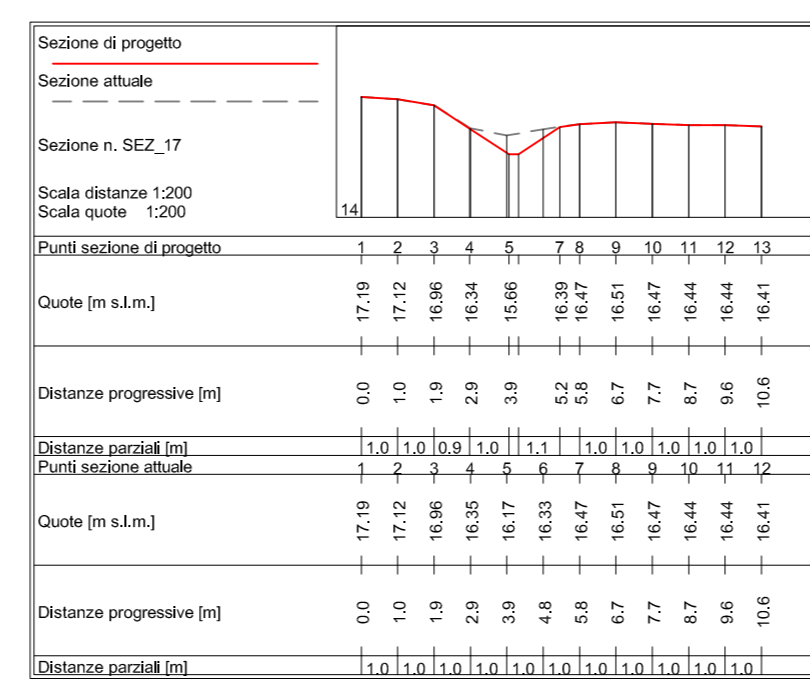 Sezione di progetto
Sezione attuale
Sezione n. SEZ_17
Scala distanze 1:200
Scala quote 1:200
14
Punti sezione di progetto 1 2 3 4 5 7 8 9 10 11 12 13
Quote [m s.l.m.] 17.19 17.12 16.96 16.34 15.66 16.39 16.47 16.51 16.47 16.44 16.44 16.41
Distanze progressive [m] 0.0 1.0 1.9 2.9 3.9 5.2 5.8 6.7 7.7 8.7 9.6 10.6
Distanze parziali [m] 1.0 1.0 0.9 1.0 1.1 1.0 1.0 1.0 1.0 1.0
Punti sezione attuale 1 2 3 4 5 6 7 8 9 10 11 12
Quote [m s.l.m.] 17.19 17.12 16.96 16.35 16.17 16.33 16.47 16.51 16.47 16.44 16.44 16.41
Distanze progressive [m] 0.0 1.0 1.9 2.9 3.9 4.8 5.8 6.7 7.7 8.7 9.6 10.6
Distanze parziali [m] 1.0 1.0 1.0 1.0 1.0 1.0 1.0 1.0 1.0 1.0 1.0